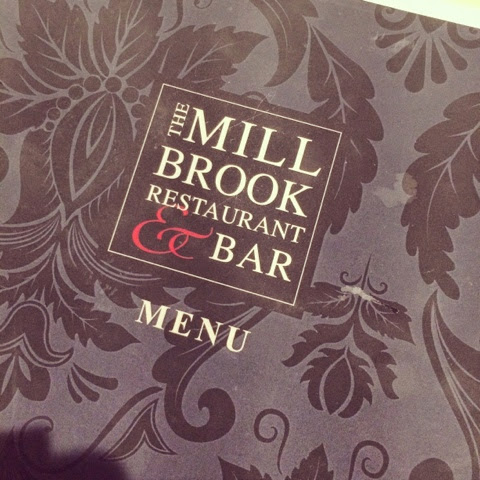 THE MILL
BROOK
RESTAURANT
& BAR
MENU